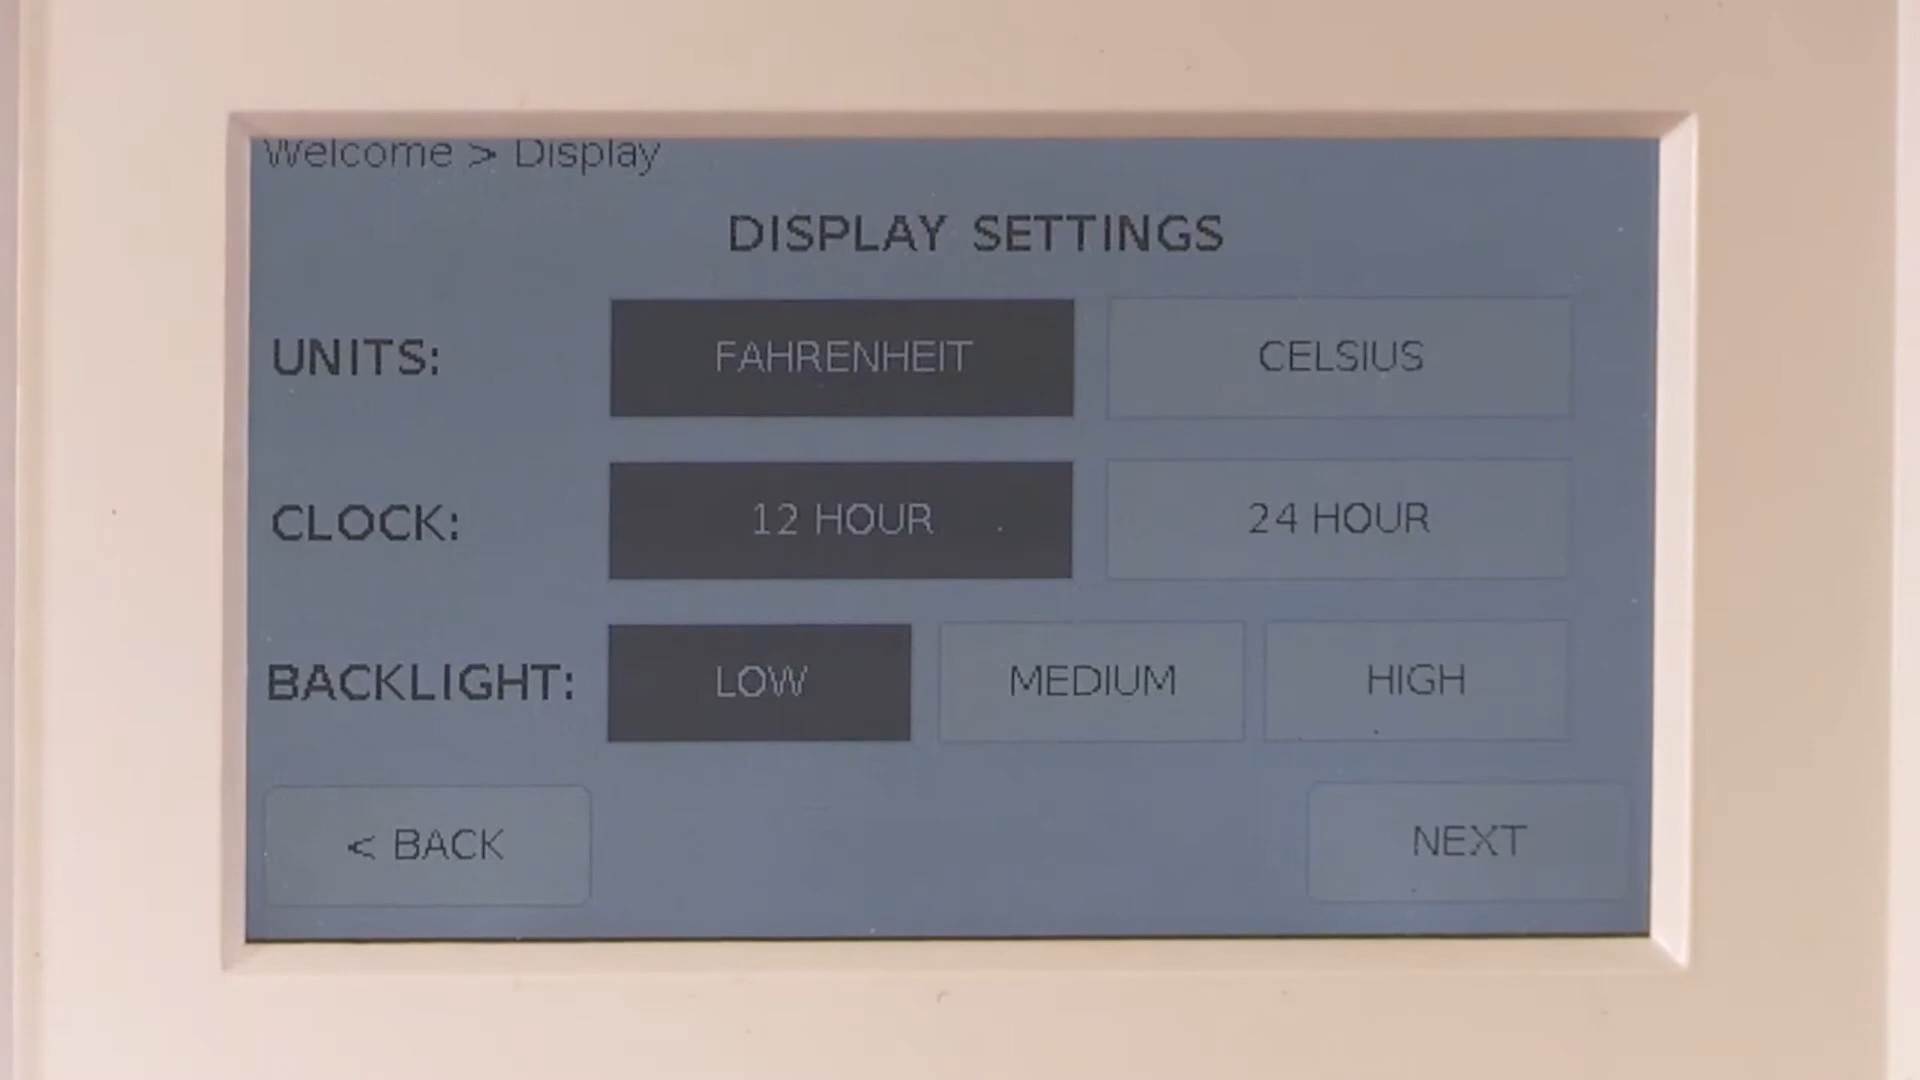 Welcome > Display
DISPLAY SETTINGS
UNITS: FAHRENHEIT CELSIUS
CLOCK: 12 HOUR 24 HOUR
BACKLIGHT: LOW MEDIUM HIGH
< BACK NEXT